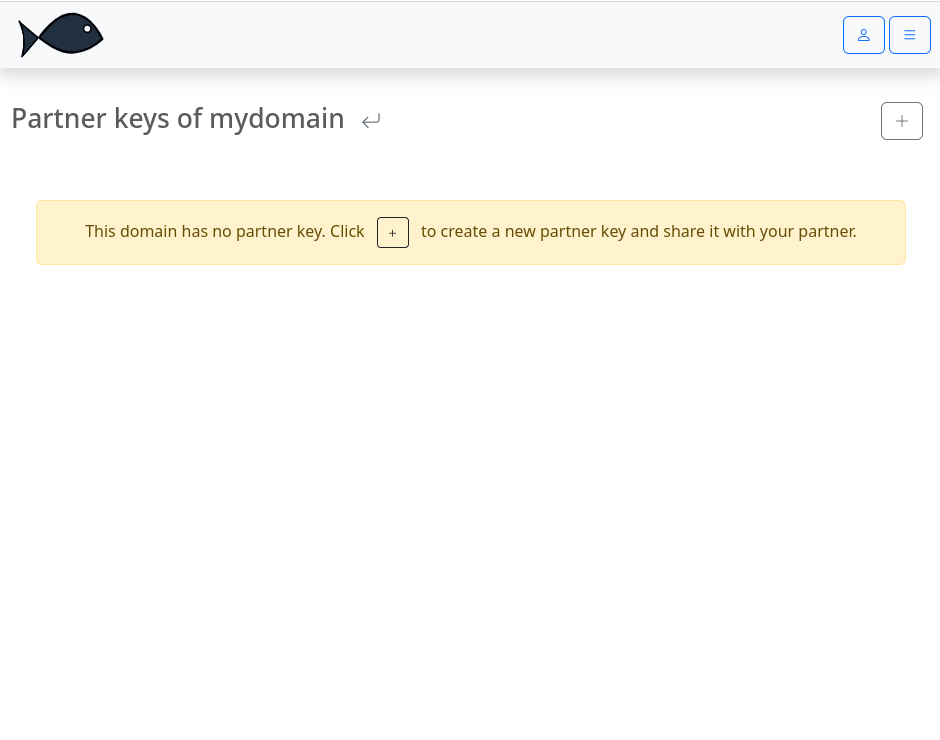 Partner keys of mydomain
This domain has no partner key. Click + to create a new partner key and share it with your partner.